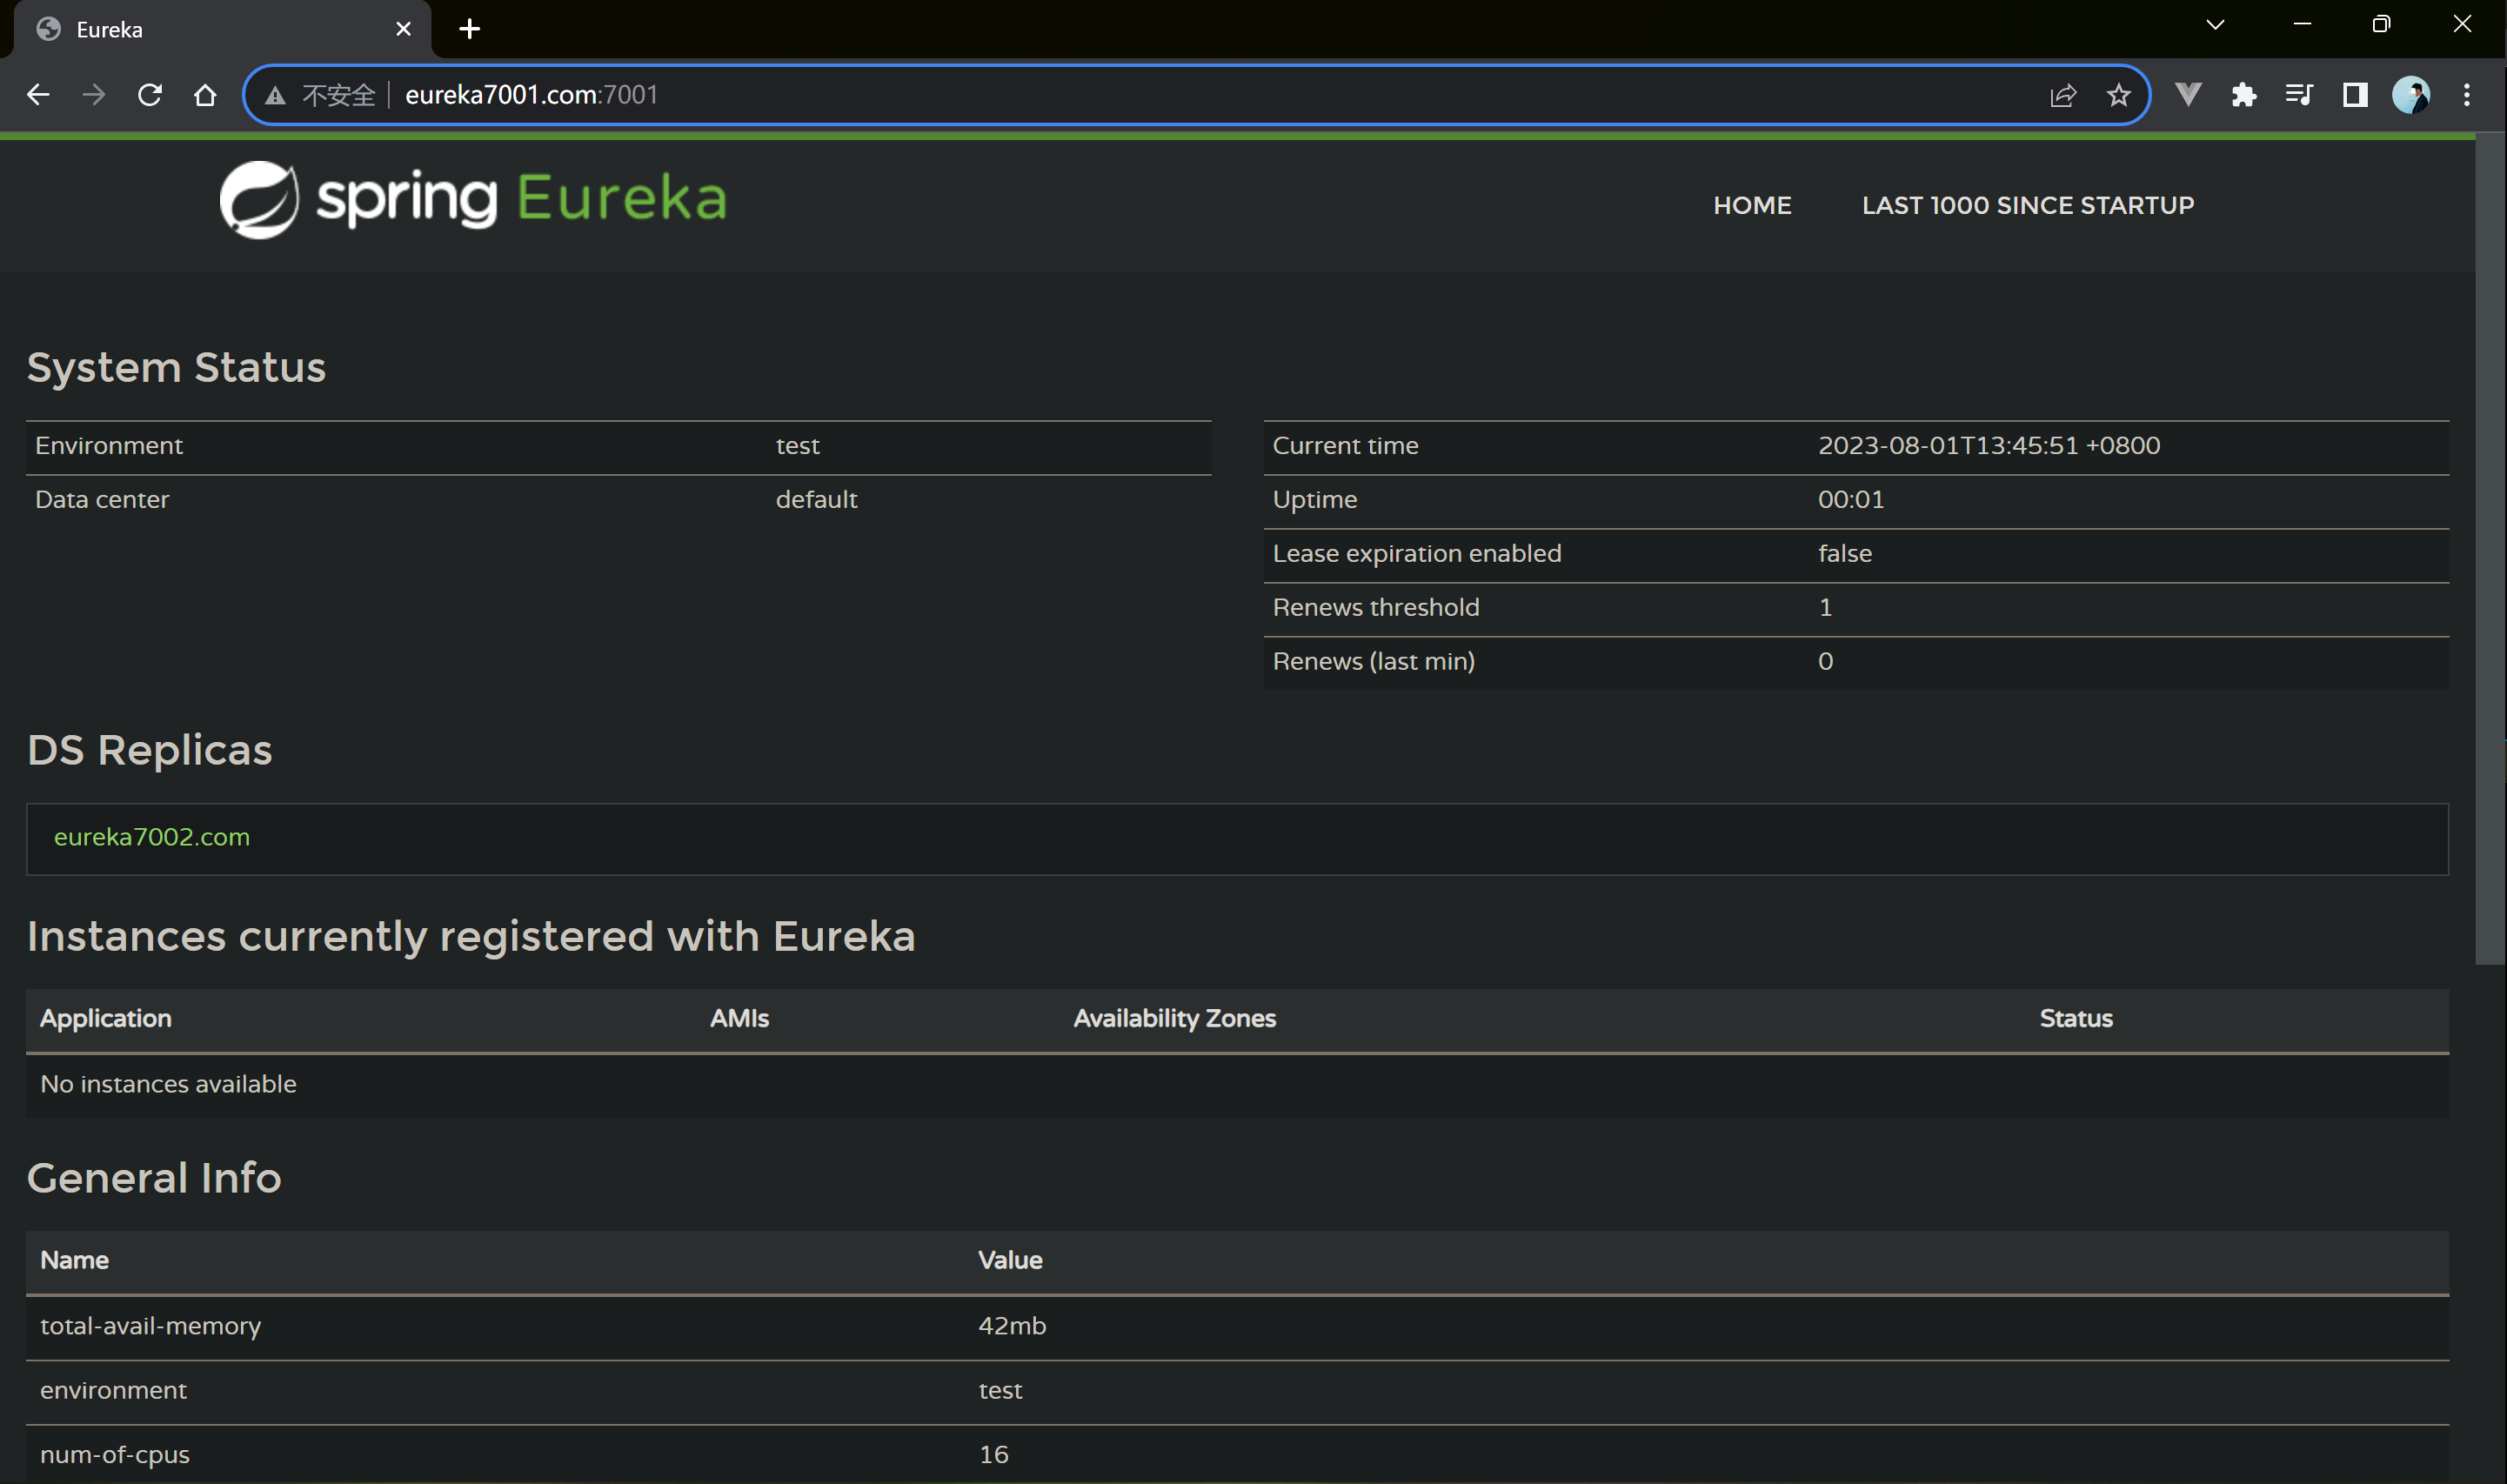 Eureka
不安全 eureka7001.com:7001
spring Eureka
HOME LAST 1000 SINCE STARTUP
System Status
Environment test
Data center default
Current time 2023-08-01T13:45:51 +0800
Uptime 00:01
Lease expiration enabled false
Renews threshold 1
Renews (last min) 0
DS Replicas
eureka7002.com
Instances currently registered with Eureka
Application AMIs Availability Zones Status
No instances available
General Info
Name Value
total-avail-memory 42mb
environment test
num-of-cpus 16